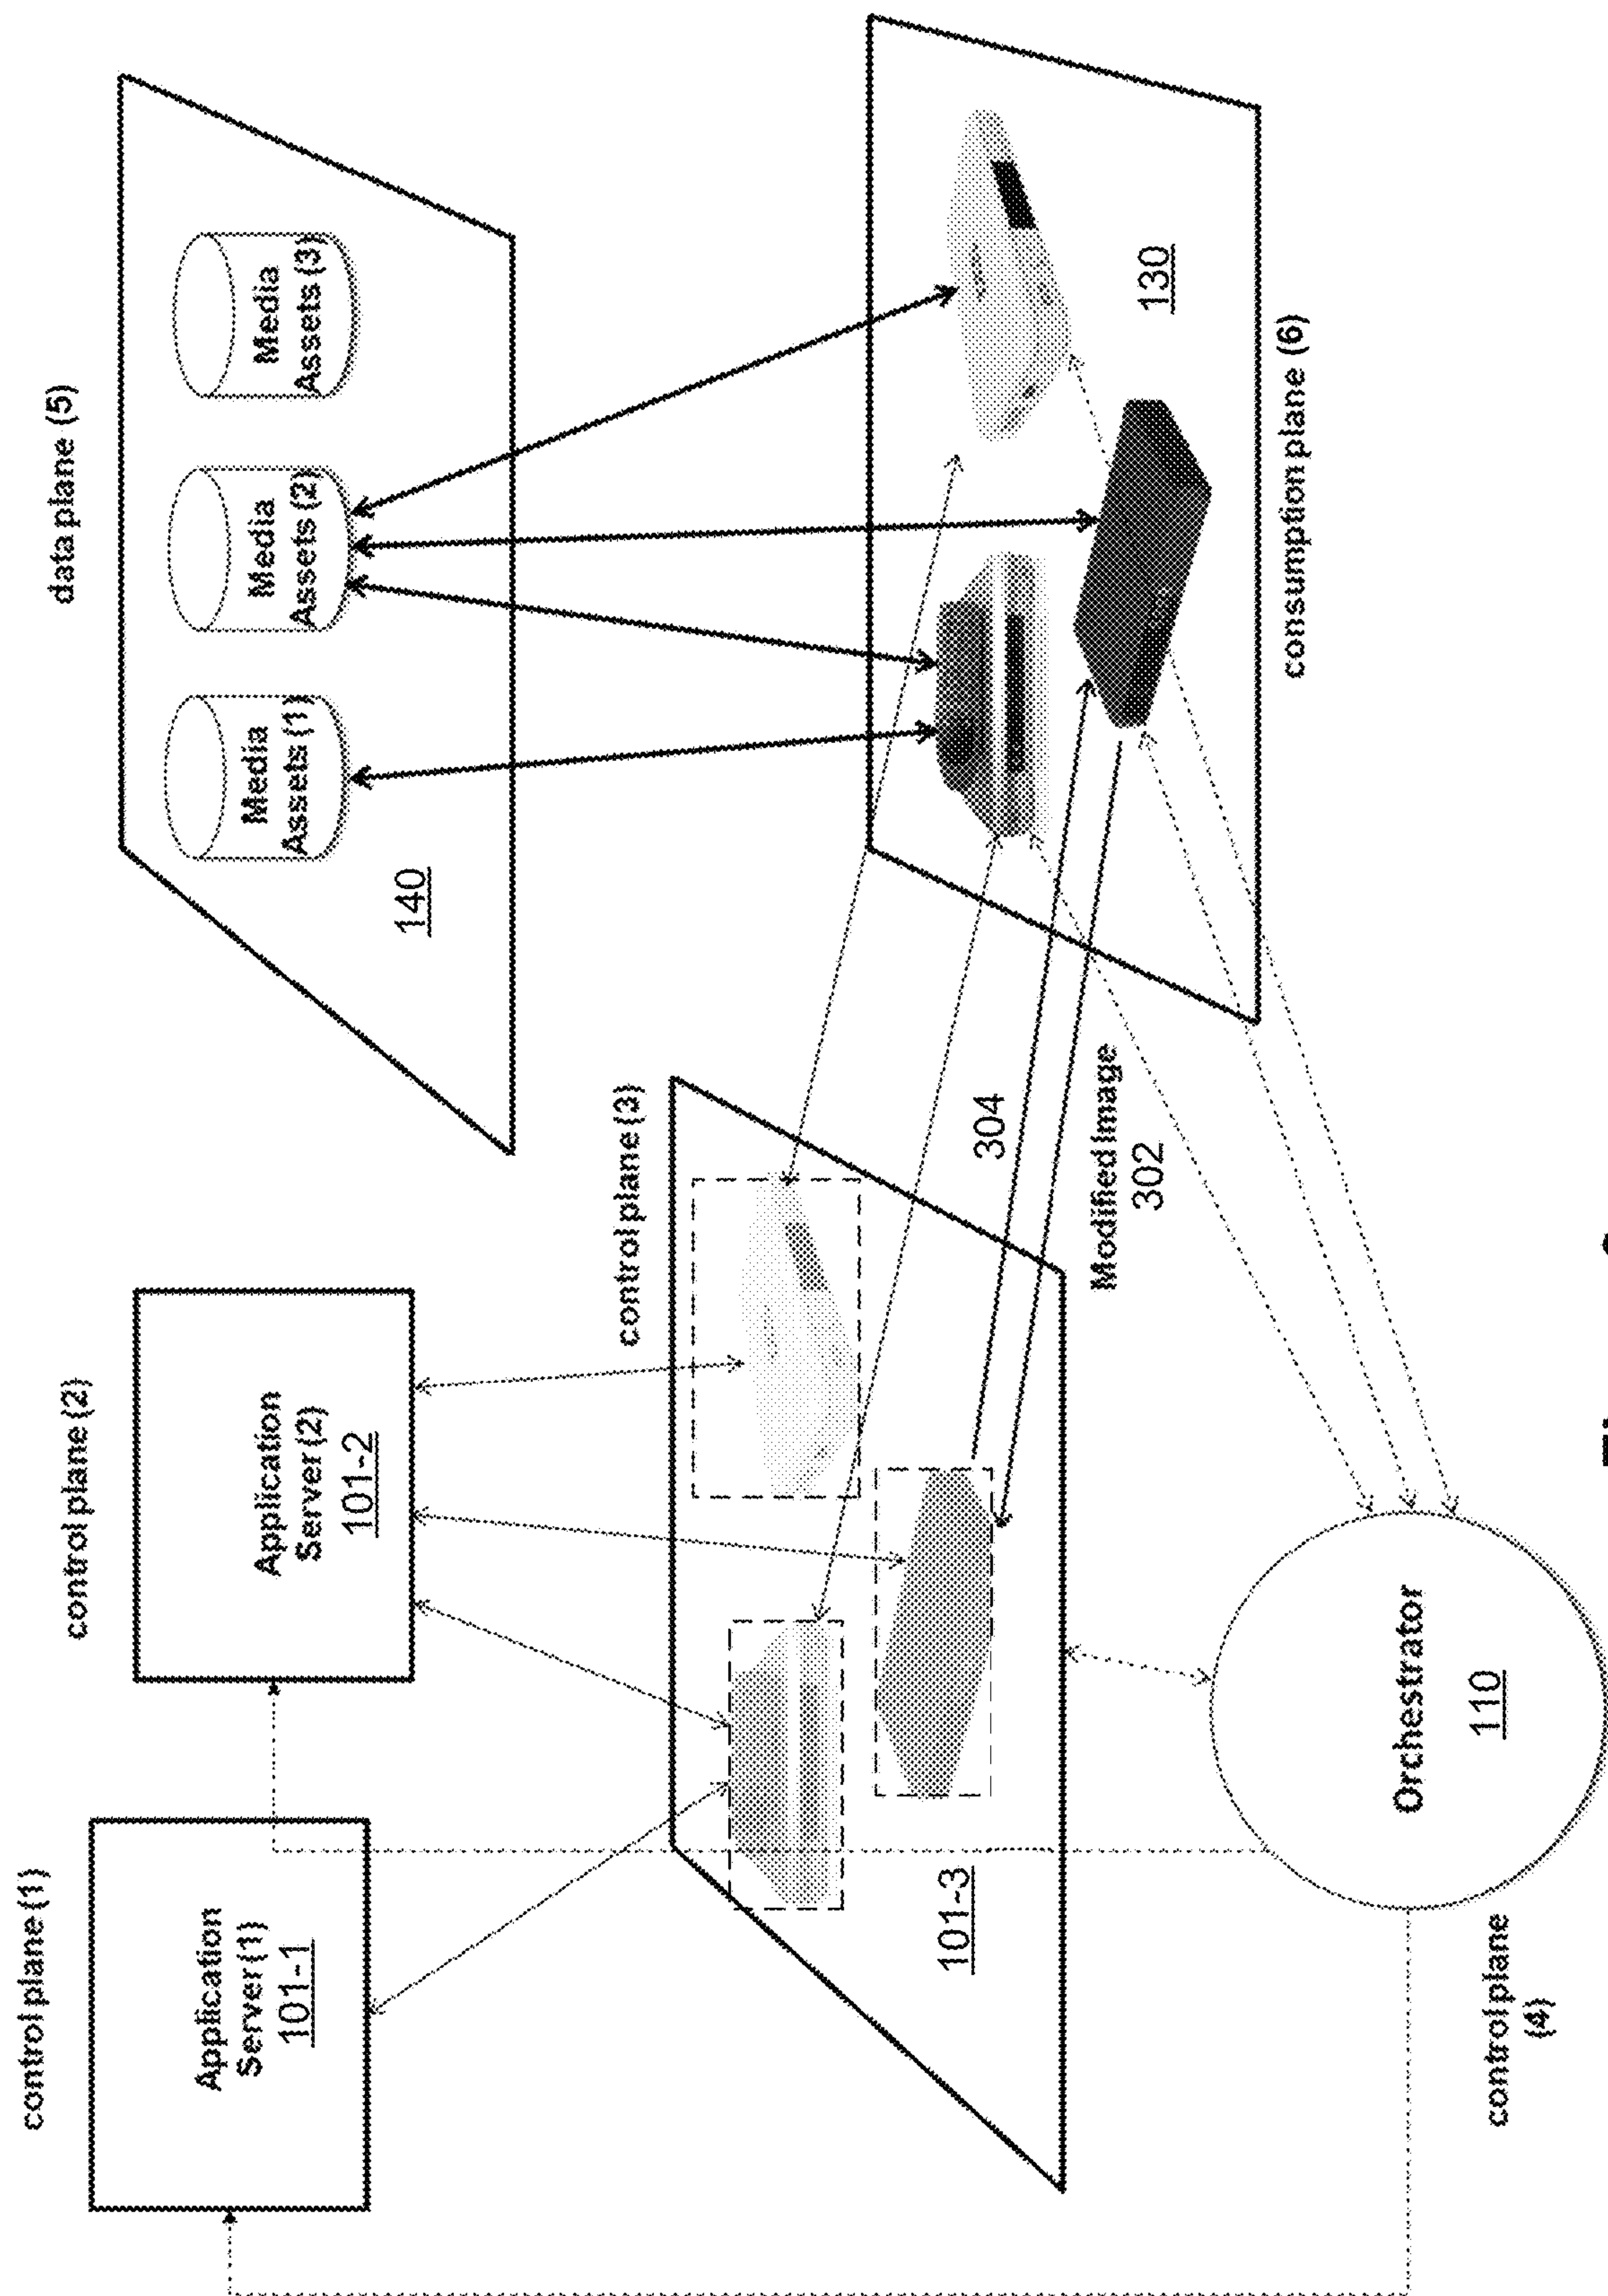 control plane (1)
Application
Server (1)
101-1
control plane (2)
Application
Server (2)
101-2
data plane (5)
Media
Assets (1)
Media
Assets (2)
Media
Assets (3)
140
control plane (3)
101-3
304
Modified Image
302
130
consumption plane (6)
Orchestrator
110
control plane
(4)